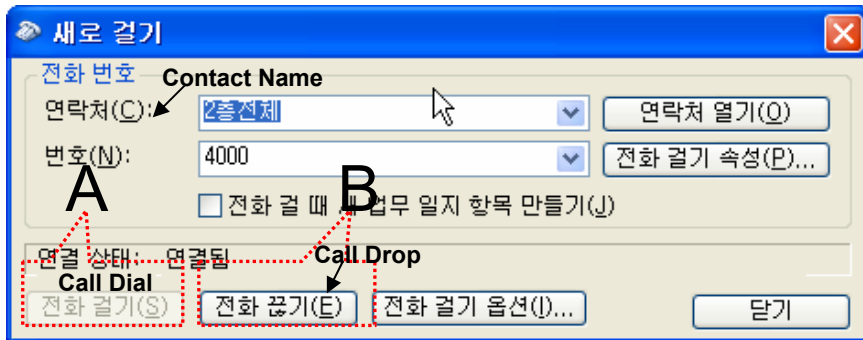 새로 걸기
전화 번호
Contact Name
연락처(C): 2층전체 연락처 열기(O)
번호(N): 4000 전화 걸기 속성(P)...
A B
전화 걸 때 새 업무 일지 항목 만들기(J)
연결 상태: 연결됨
Call Drop
Call Dial
전화 걸기(S) 전화 끊기(E) 전화 걸기 옵션(I)... 닫기